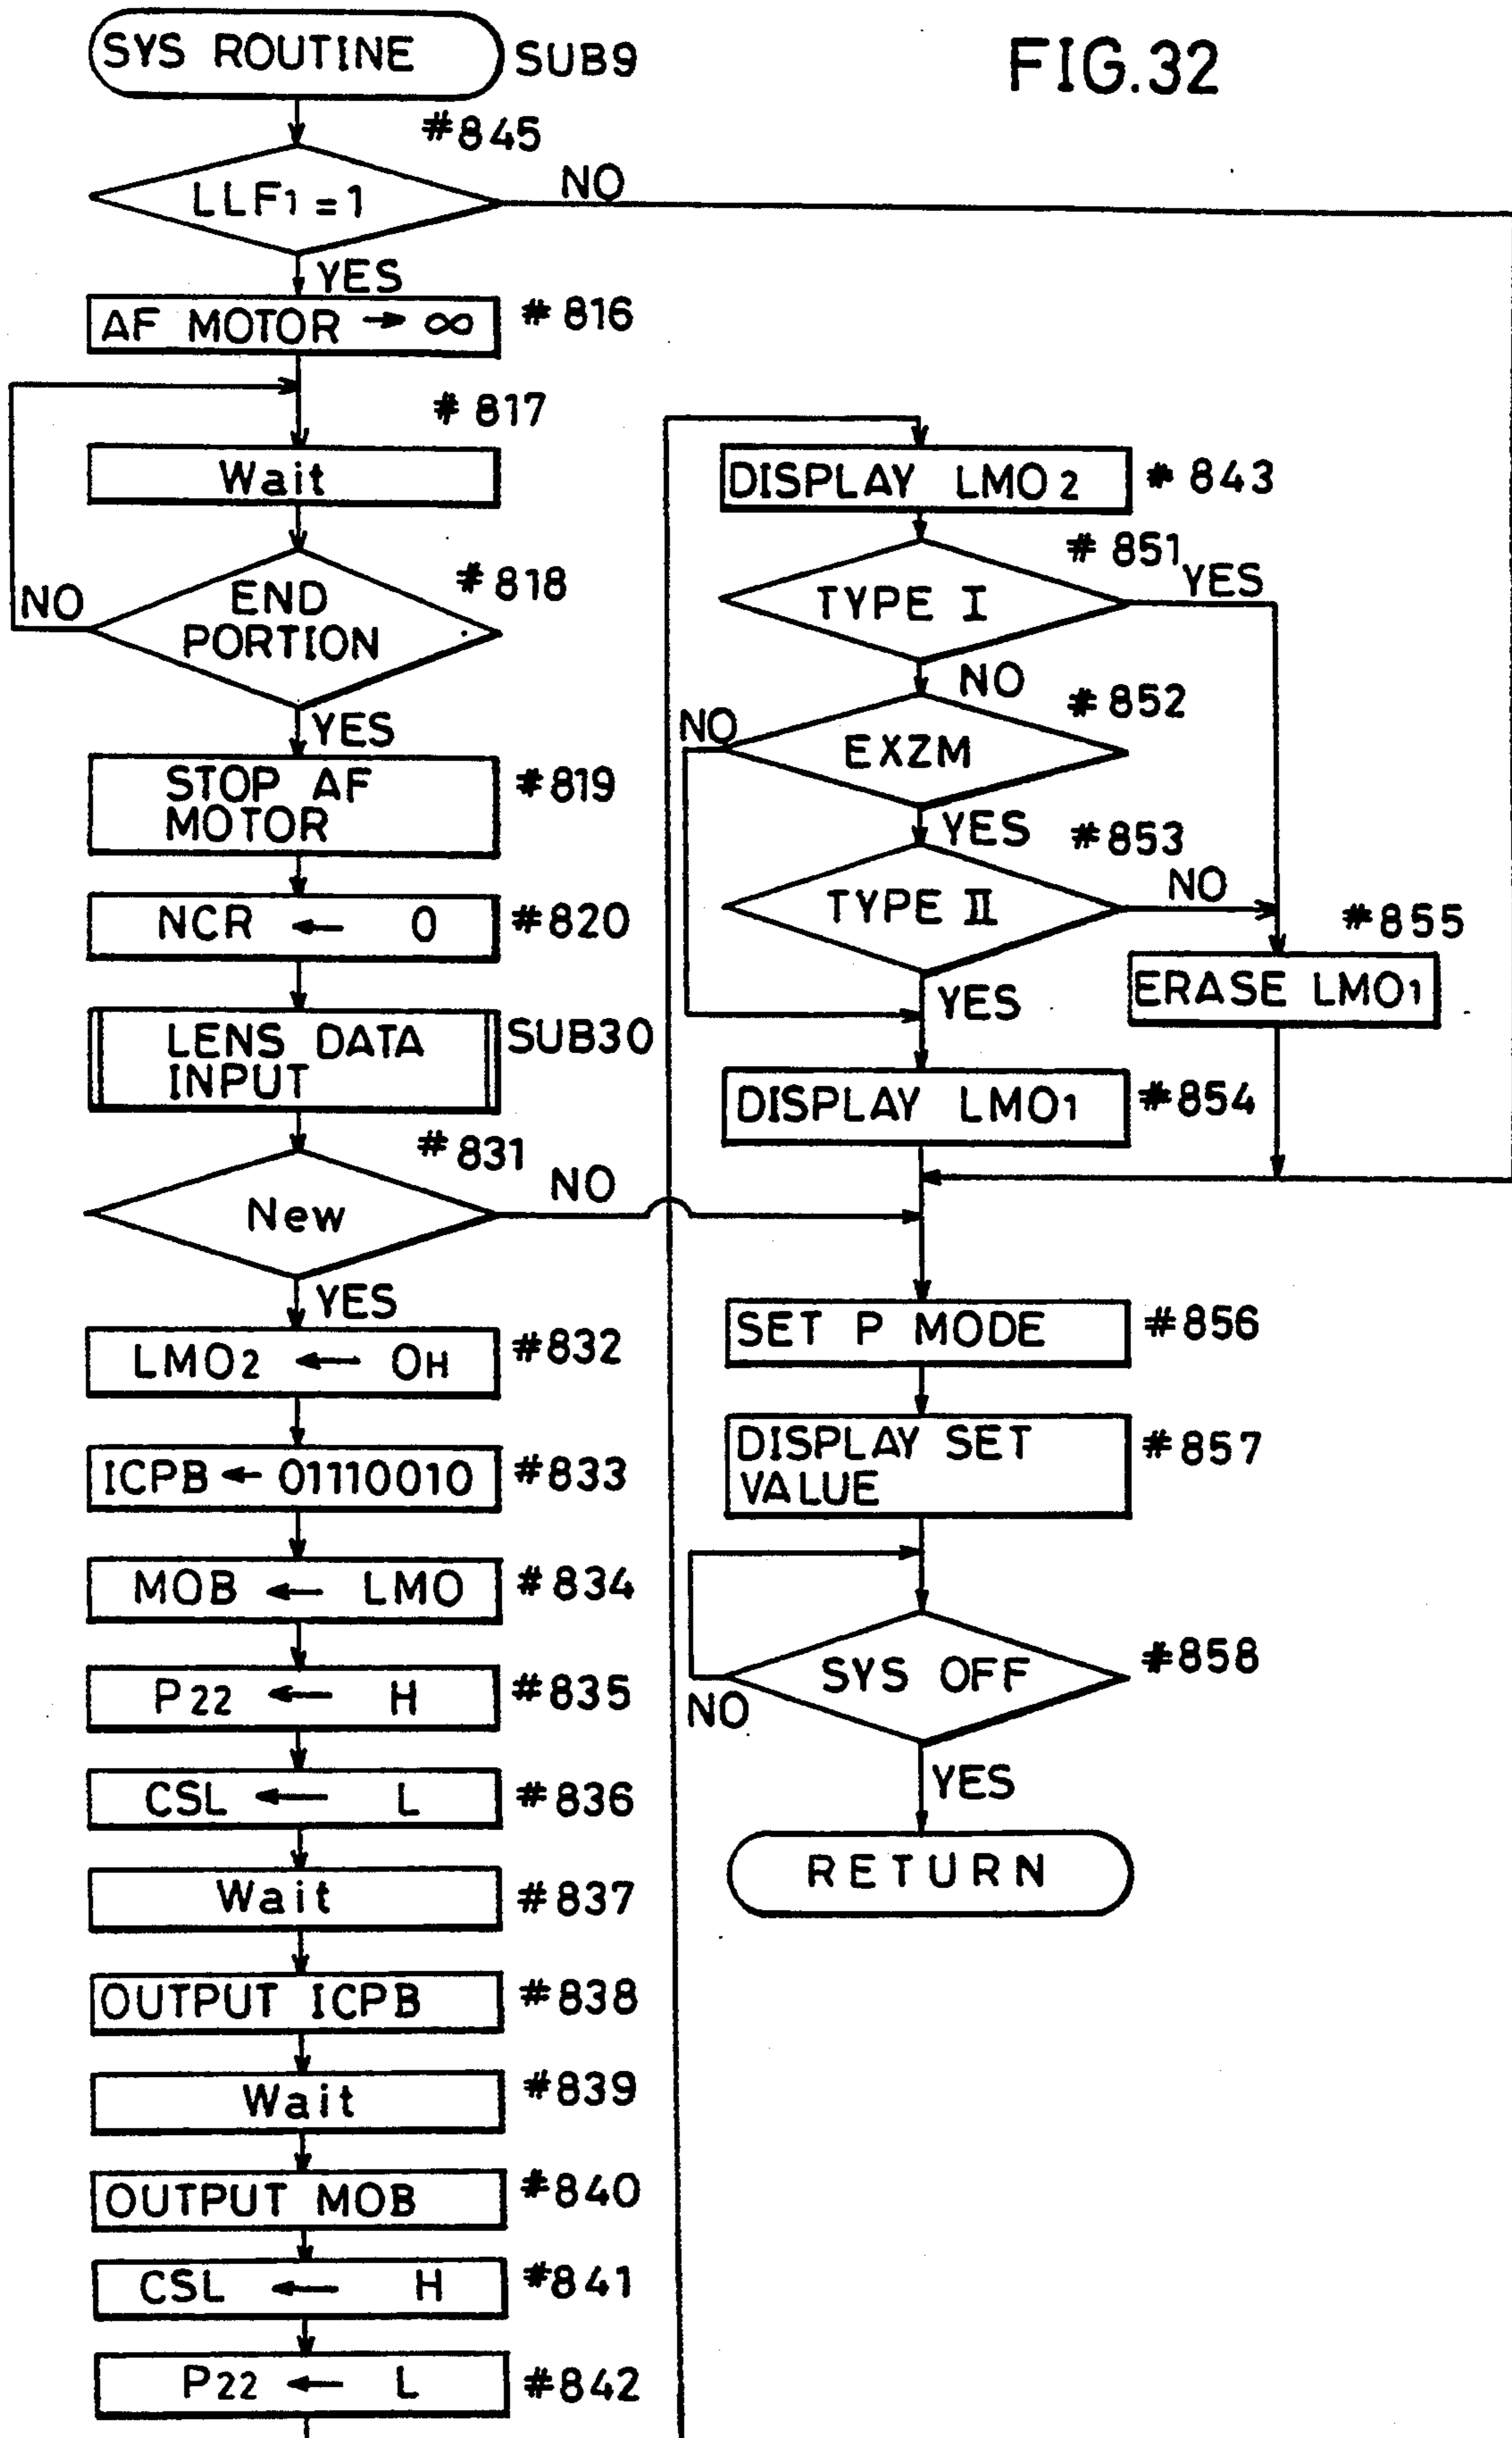 FIG.32
SYS ROUTINE SUB9
#845
LLF1 = 1
NO
YES
AF MOTOR → ∞ #816
#817
Wait
#818
END
PORTION
NO
YES
STOP AF
MOTOR
#819
NCR ← 0 #820
LENS DATA
INPUT
SUB30
#831
New
NO
YES
LMO2 ← OH #832
ICPB ← 01110010 #833
MOB ← LMO #834
P22 ← H #835
CSL ← L #836
Wait #837
OUTPUT ICPB #838
Wait #839
OUTPUT MOB #840
CSL ← H #841
P22 ← L #842
DISPLAY LMO2 #843
#851
TYPE I
YES
NO
#852
EXZM
NO
YES
#853
TYPE II
NO
YES
#855
ERASE LMO1
DISPLAY LMO1 #854
SET P MODE #856
DISPLAY SET
VALUE
#857
SYS OFF #858
NO
YES
RETURN